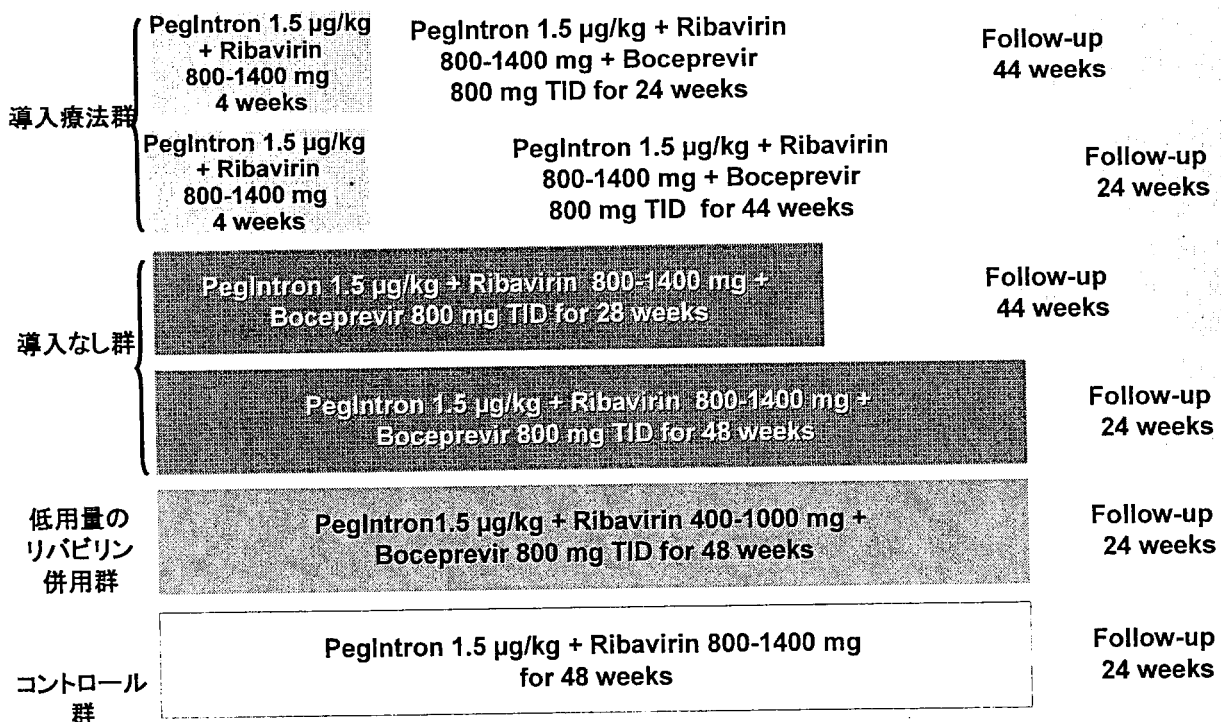 導入療法群
PegIntron 1.5 µg/kg
+ Ribavirin
800-1400 mg
4 weeks
PegIntron 1.5 µg/kg + Ribavirin
800-1400 mg + Boceprevir
800 mg TID for 24 weeks
Follow-up
44 weeks
PegIntron 1.5 µg/kg
+ Ribavirin
800-1400 mg
4 weeks
PegIntron 1.5 µg/kg + Ribavirin
800-1400 mg + Boceprevir
800 mg TID for 44 weeks
Follow-up
24 weeks
導入なし群
PegIntron 1.5 µg/kg + Ribavirin 800-1400 mg +
Boceprevir 800 mg TID for 28 weeks
Follow-up
44 weeks
PegIntron 1.5 µg/kg + Ribavirin 800-1400 mg +
Boceprevir 800 mg TID for 48 weeks
Follow-up
24 weeks
低用量の
リバビリン
併用群
PegIntron1.5 µg/kg + Ribavirin 400-1000 mg +
Boceprevir 800 mg TID for 48 weeks
Follow-up
24 weeks
コントロール
群
PegIntron 1.5 µg/kg + Ribavirin 800-1400 mg
for 48 weeks
Follow-up
24 weeks